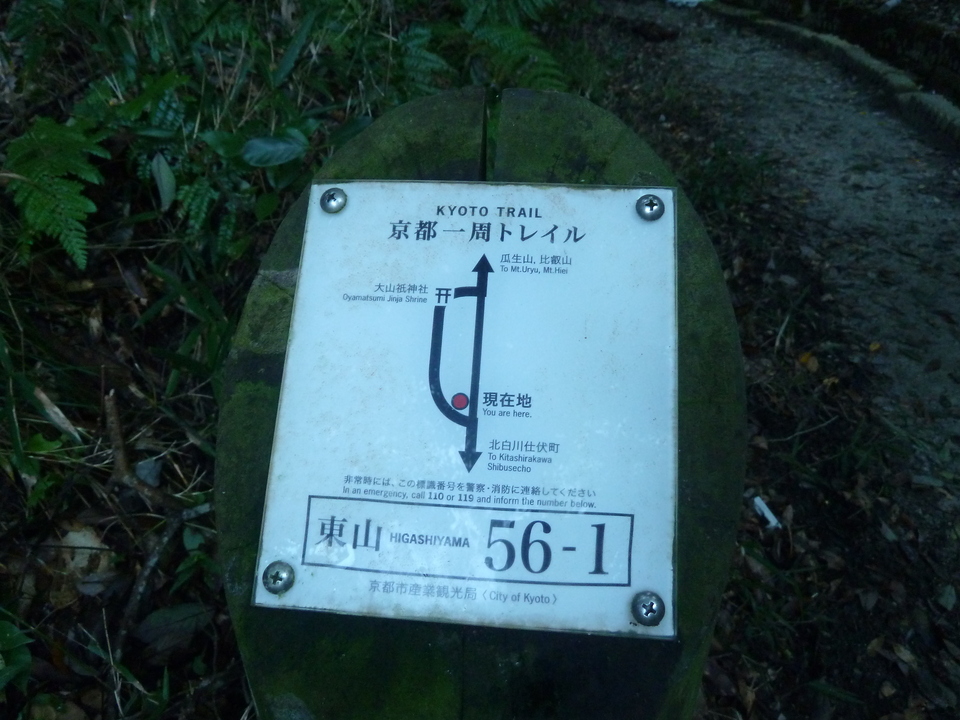 KYOTO TRAIL
京都一周トレイル
瓜生山, 比叡山
To Mt.Uryu, Mt.Hiei
大山祇神社
Oyamatsumi Jinja Shrine
現在地
You are here.
北白川仕伏町
To Kitashirakawa
Shibusecho
非常時には、この標識番号を警察・消防に連絡してください
In an emergency, call 110 or 119 and inform the number below.
東山 HIGASHIYAMA 56-1
京都市産業観光局〈City of Kyoto〉